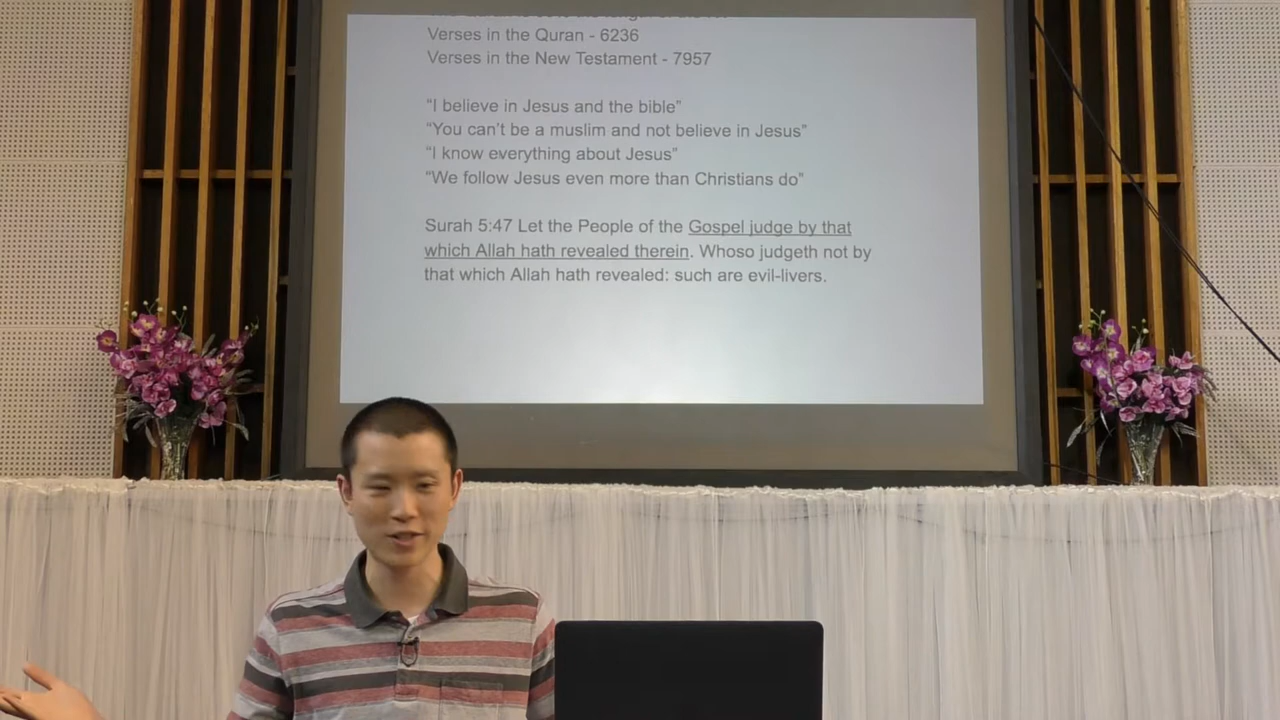 Verses in the Quran - 6236
Verses in the New Testament - 7957
“I believe in Jesus and the bible”
“You can’t be a muslim and not believe in Jesus”
“I know everything about Jesus”
“We follow Jesus even more than Christians do”
Surah 5:47 Let the People of the Gospel judge by that
which Allah hath revealed therein. Whoso judgeth not by
that which Allah hath revealed: such are evil-livers.